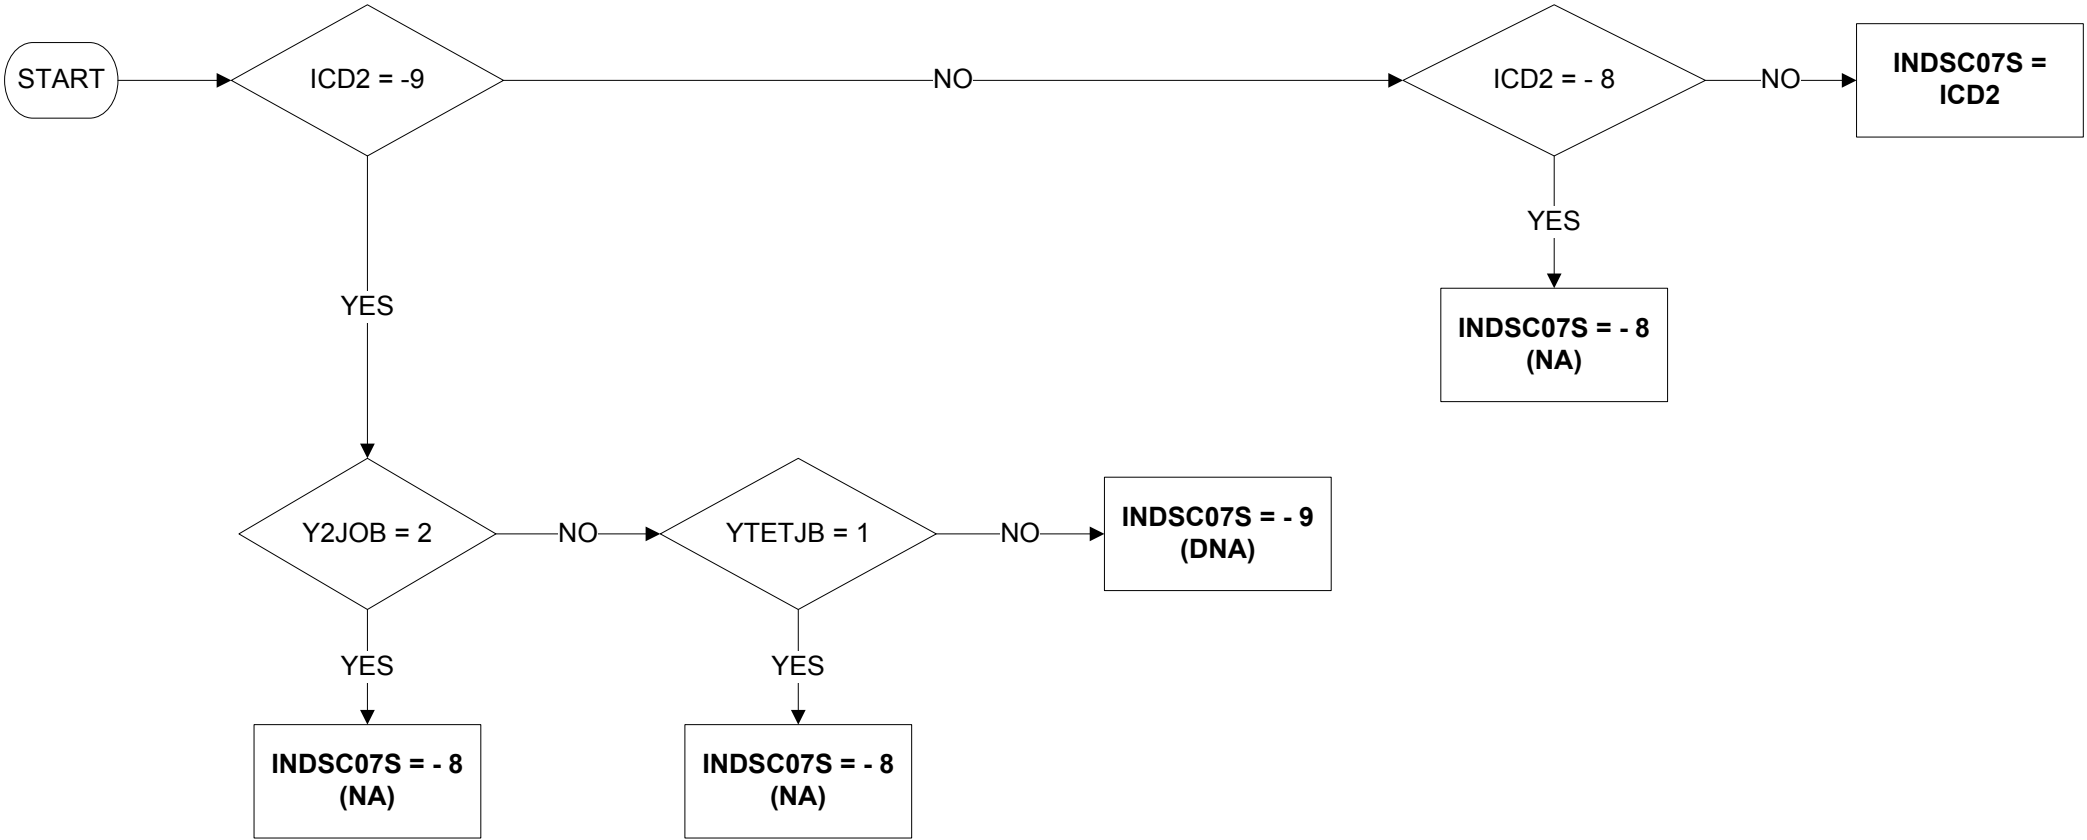 START
ICD2 = -9
NO
ICD2 = - 8
NO
INDSC07S =
ICD2
YES
INDSC07S = - 8
(NA)
YES
Y2JOB = 2
NO
YTETJB = 1
NO
INDSC07S = - 9
(DNA)
YES
INDSC07S = - 8
(NA)
YES
INDSC07S = - 8
(NA)